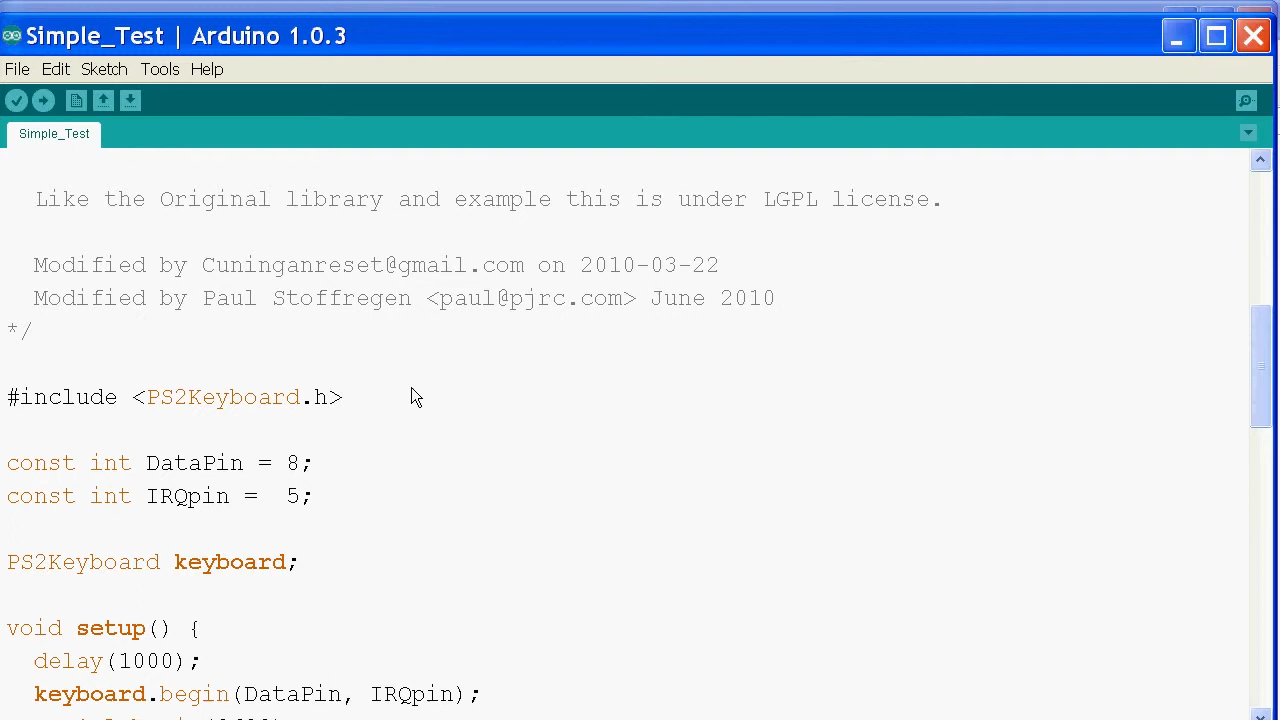 Simple_Test | Arduino 1.0.3
File Edit Sketch Tools Help
Simple_Test
Like the Original library and example this is under LGPL license.
Modified by Cuninganreset@gmail.com on 2010-03-22
Modified by Paul Stoffregen <paul@pjrc.com> June 2010
*/
#include <PS2Keyboard.h>
const int DataPin = 8;
const int IRQpin =  5;
PS2Keyboard keyboard;
void setup() {
delay(1000);
keyboard.begin(DataPin, IRQpin);